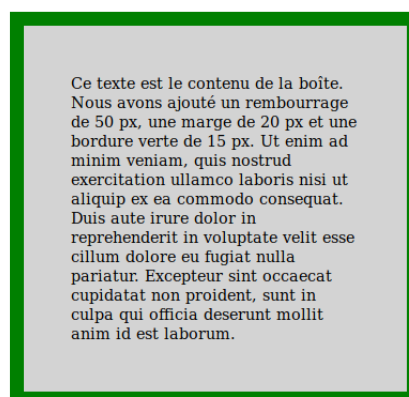 Ce texte est le contenu de la boîte.
Nous avons ajouté un rembourrage
de 50 px, une marge de 20 px et une
bordure verte de 15 px. Ut enim ad
minim veniam, quis nostrud
exercitation ullamco laboris nisi ut
aliquip ex ea commodo consequat.
Duis aute irure dolor in
reprehenderit in voluptate velit esse
cillum dolore eu fugiat nulla
pariatur. Excepteur sint occaecat
cupidatat non proident, sunt in
culpa qui officia deserunt mollit
anim id est laborum.